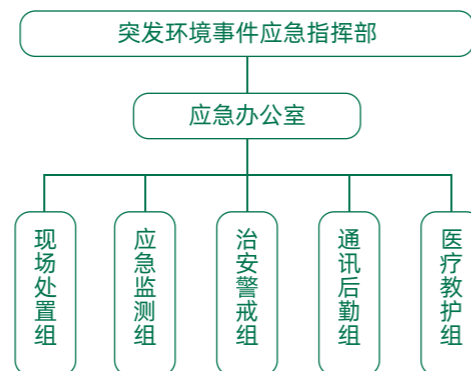 突发环境事件应急指挥部
应急办公室
现场处置组
应急监测组
治安警戒组
通讯后勤组
医疗教护组